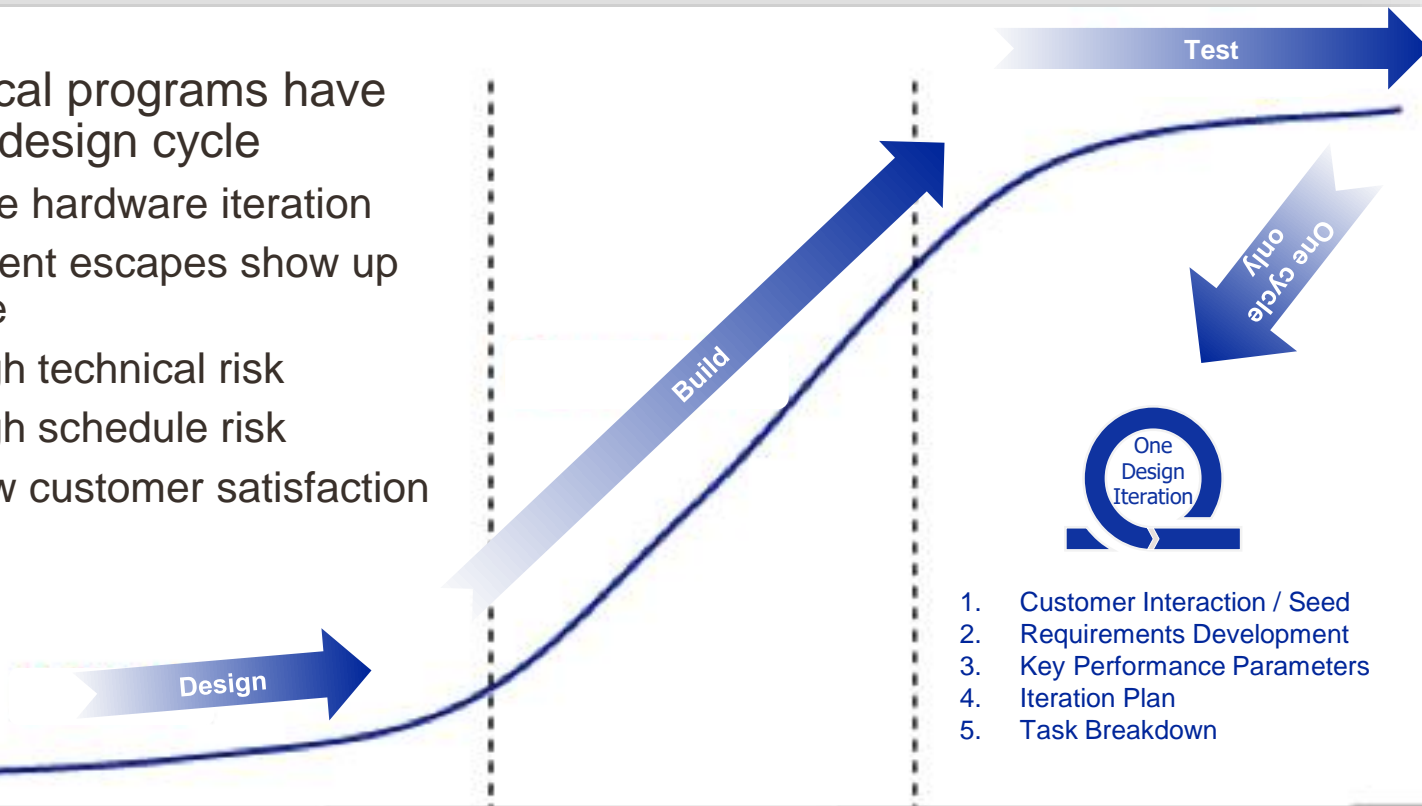 cal programs have
design cycle
e hardware iteration
ent escapes show up
e
gh technical risk
gh schedule risk
w customer satisfaction
Design
Build
Test
One cycle
only
One
Design
Iteration
1. Customer Interaction / Seed
2. Requirements Development
3. Key Performance Parameters
4. Iteration Plan
5. Task Breakdown